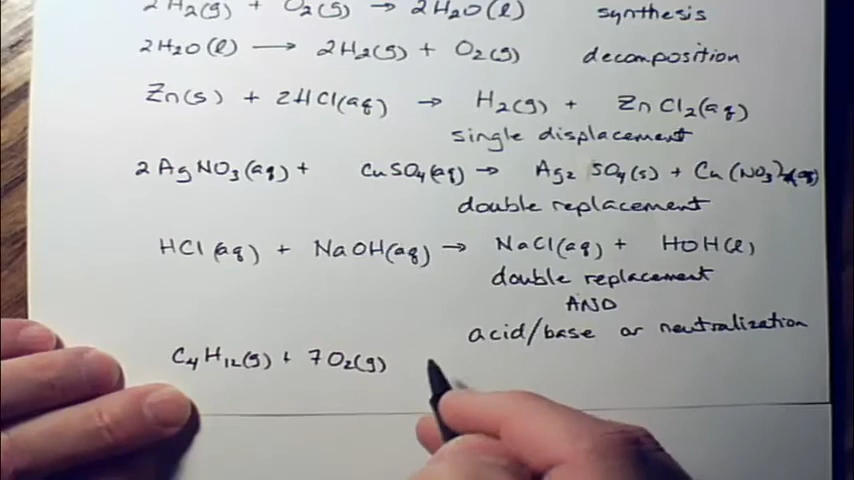 2H₂(g) + O₂(g) → 2H₂O(l) synthesis
2H₂O(l) → 2H₂(g) + O₂(g) decomposition
Zn(s) + 2HCl(aq) → H₂(g) + ZnCl₂(aq)
single displacement
2AgNO₃(aq) + CuSO₄(aq) → Ag₂SO₄(s) + Cu(NO₃)₂(aq)
double replacement
HCl(aq) + NaOH(aq) → NaCl(aq) + HOH(l)
double replacement
AND
acid/base or neutralization
C₄H₁₂(g) + 7O₂(g)